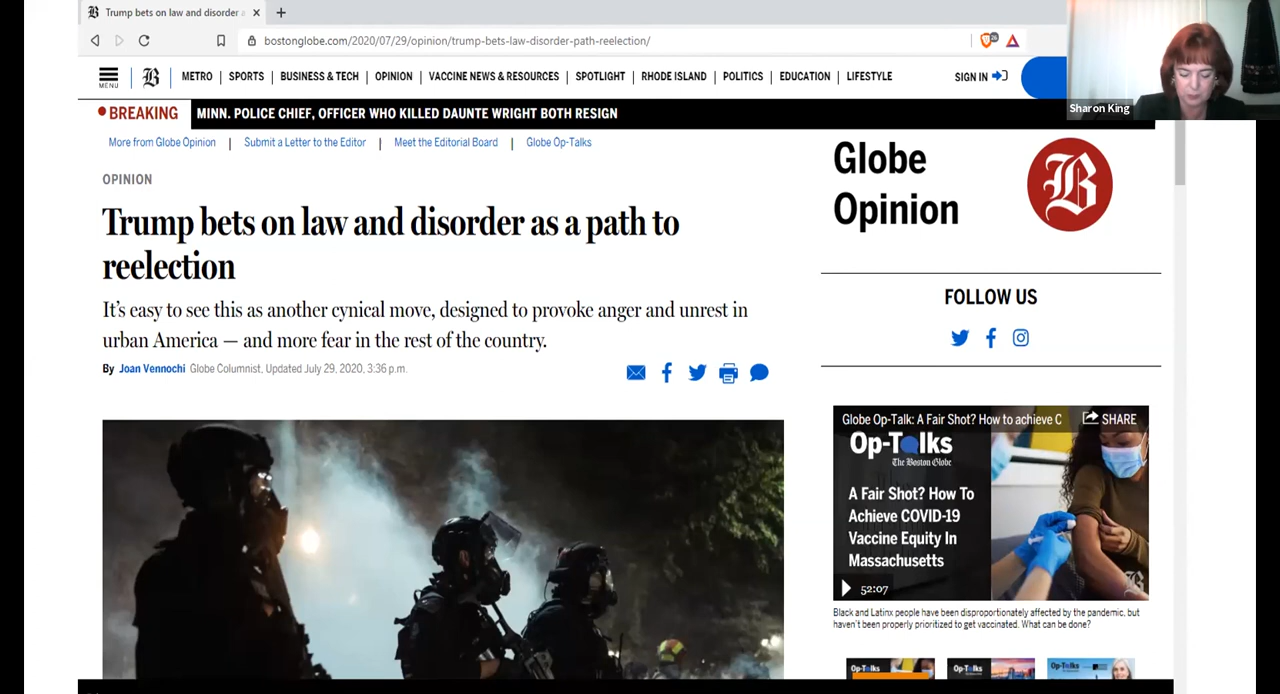 Trump bets on law and disorder a
bostonglobe.com/2020/07/29/opinion/trump-bets-law-disorder-path-reelection/
MENU
B
METRO | SPORTS | BUSINESS & TECH | OPINION | VACCINE NEWS & RESOURCES | SPOTLIGHT | RHODE ISLAND | POLITICS | EDUCATION | LIFESTYLE
SIGN IN
Sharon King
BREAKING MINN. POLICE CHIEF, OFFICER WHO KILLED DAUNTE WRIGHT BOTH RESIGN
More from Globe Opinion | Submit a Letter to the Editor | Meet the Editorial Board | Globe Op-Talks
OPINION
Trump bets on law and disorder as a path to
reelection
It's easy to see this as another cynical move, designed to provoke anger and unrest in
urban America — and more fear in the rest of the country.
By Joan Vennochi Globe Columnist, Updated July 29, 2020, 3:36 p.m.
Globe
Opinion
B
FOLLOW US
Globe Op-Talk: A Fair Shot? How to achieve C
SHARE
Op-Talks
The Boston Globe
A Fair Shot? How To
Achieve COVID-19
Vaccine Equity In
Massachusetts
52:07
B
Black and Latinx people have been disproportionately affected by the pandemic, but
haven't been properly prioritized to get vaccinated. What can be done?
Op-Talks
Op-Talks
Op-Talks